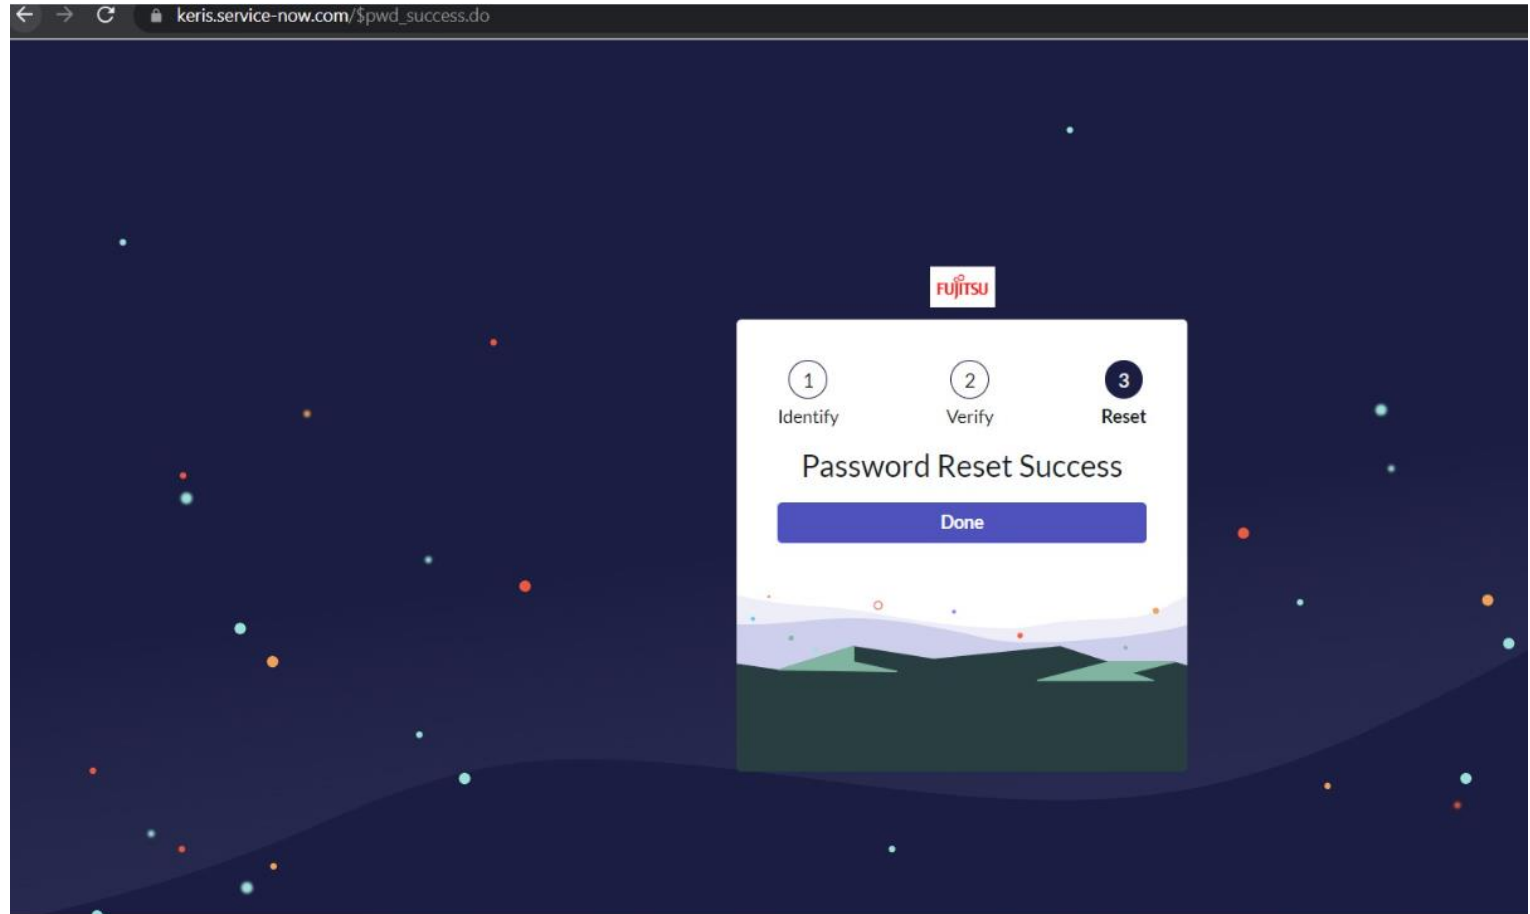 keris.service-now.com/$pwd_success.do
FUJITSU
1 2 3
Identify Verify Reset
Password Reset Success
Done